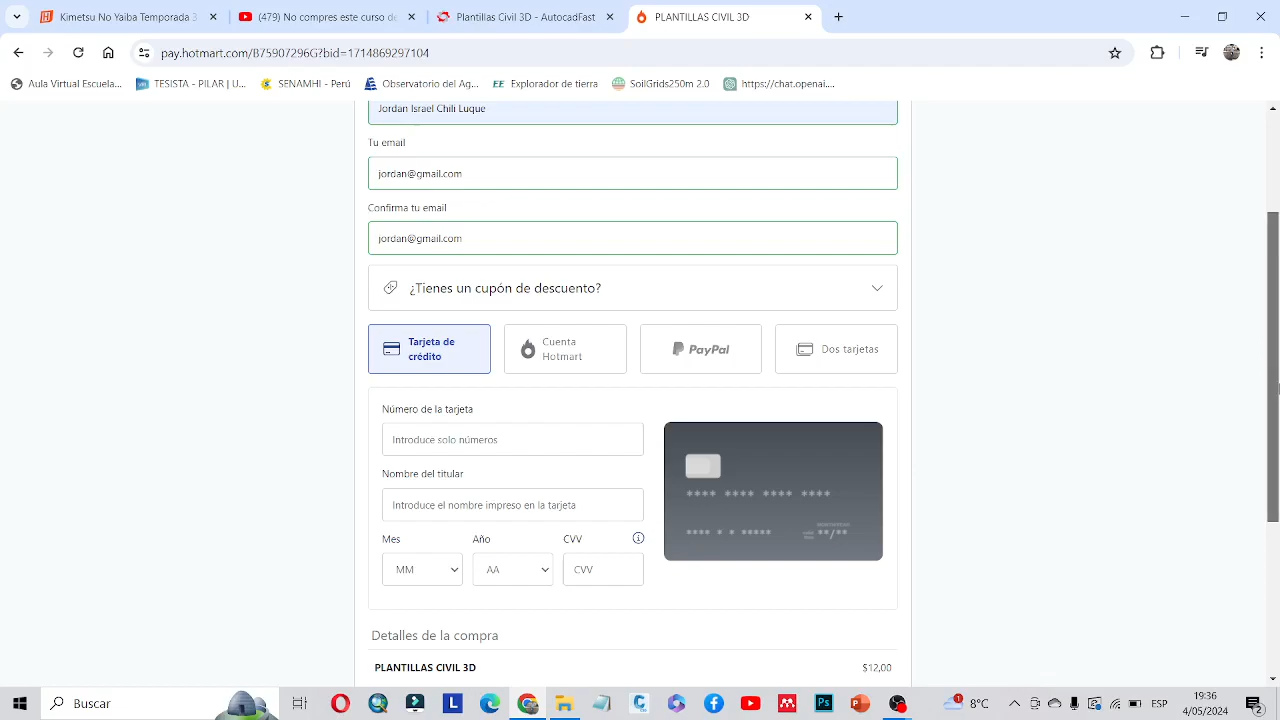 Kimetsu No Yaiba Temporada 3
(479) No compres este curso de
Plantillas Civil 3D - AutocadFast
PLANTILLAS CIVIL 3D
pay.hotmart.com/B75907296G?bid=1714869297104
Aula Virtual Escuela...
TESISTA - PILAR | U...
SENAMHI - Perú
Observatorio del Ag...
Explorador de tierra
SoilGrids250m 2.0
https://chat.openai...
Jordan Israel Chili Luque
Tu email
jordan@gmail.com
Confirma tu email
jordan@gmail.com
¿Tienes un cupón de descuento?
Tarjeta de
crédito
Cuenta
Hotmart
PayPal
Dos tarjetas
Número de la tarjeta
Introduce solo números
Nombre del titular
Introduce el nombre impreso en la tarjeta
Mes
Año
CVV
MM
AA
CVV
**** **** **** ****
**** * * *****
**/**
Detalles de la compra
PLANTILLAS CIVIL 3D
$12,00
Buscar
8°C
ESP
19:36
4/05/2024